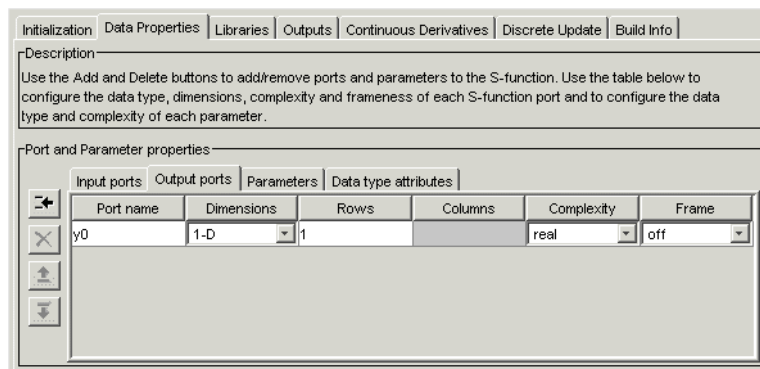 Initialization Data Properties Libraries Outputs Continuous Derivatives Discrete Update Build Info
Description
Use the Add and Delete buttons to add/remove ports and parameters to the S-function. Use the table below to
configure the data type, dimensions, complexity and frameness of each S-function port and to configure the data
type and complexity of each parameter.
Port and Parameter properties
Input ports Output ports Parameters Data type attributes
Port name Dimensions Rows Columns Complexity Frame
y0 1-D 1 real off